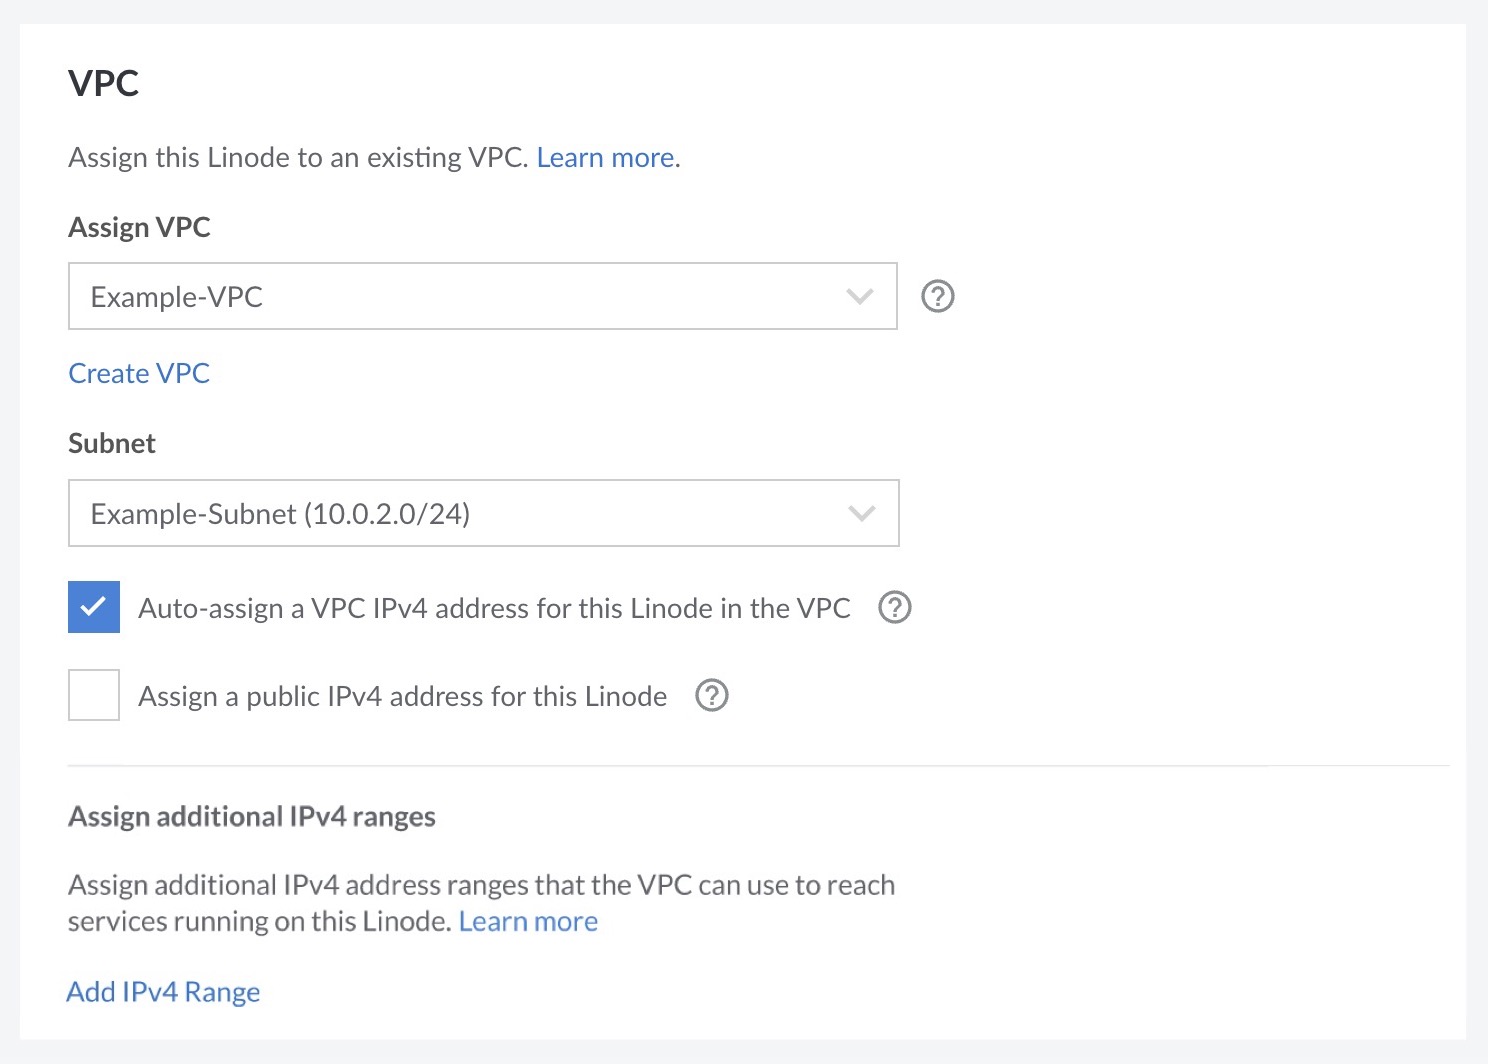 VPC
Assign this Linode to an existing VPC. Learn more.
Assign VPC
Example-VPC
Create VPC
Subnet
Example-Subnet (10.0.2.0/24)
Auto-assign a VPC IPv4 address for this Linode in the VPC
Assign a public IPv4 address for this Linode
Assign additional IPv4 ranges
Assign additional IPv4 address ranges that the VPC can use to reach
services running on this Linode. Learn more
Add IPv4 Range